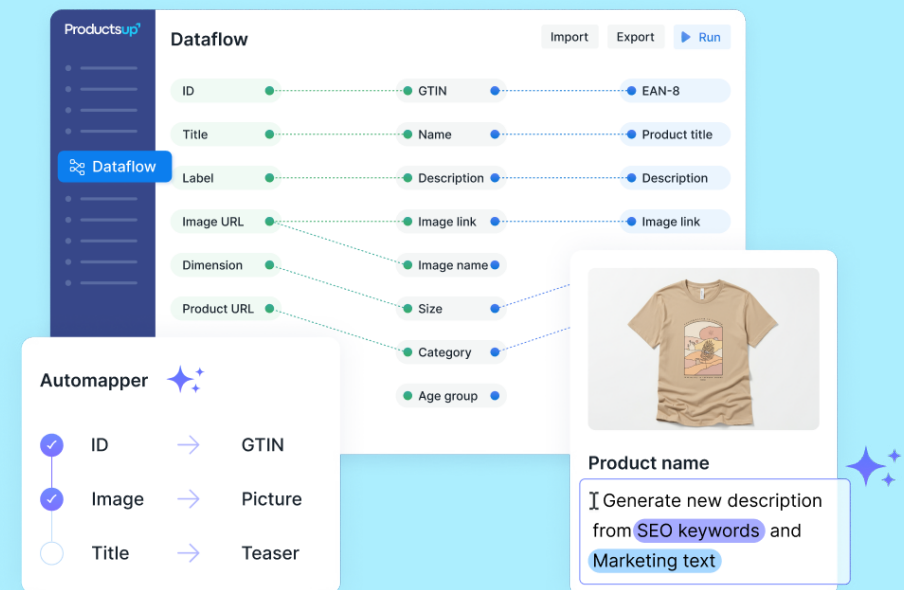 Productsup
Dataflow
Import
Export
Run
Dataflow
ID
GTIN
EAN-8
Title
Name
Product title
Label
Description
Description
Image URL
Image link
Image link
Dimension
Image name
Product URL
Size
Category
Age group
Automapper
ID
GTIN
Image
Picture
Title
Teaser
Product name
Generate new description
from SEO keywords and
Marketing text